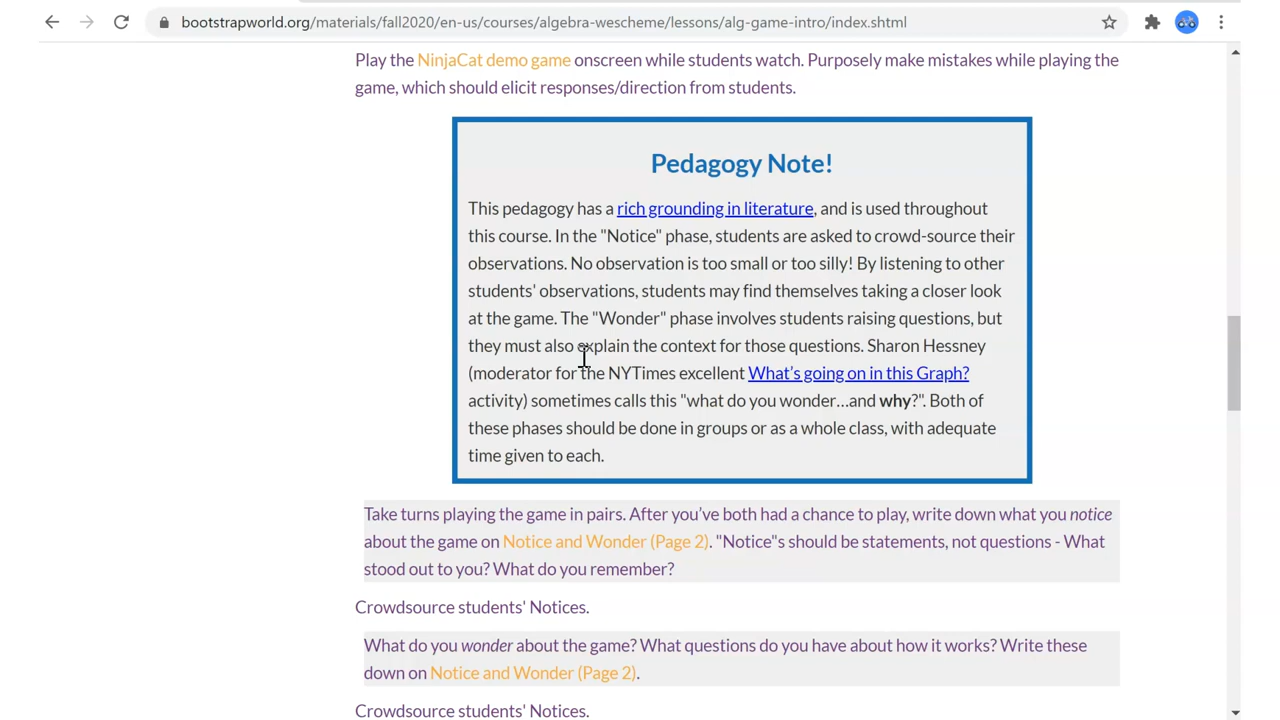 bootstrapworld.org/materials/fall2020/en-us/courses/algebra-wescheme/lessons/alg-game-intro/index.shtml
Play the NinjaCat demo game onscreen while students watch. Purposely make mistakes while playing the
game, which should elicit responses/direction from students.
Pedagogy Note!
This pedagogy has a rich grounding in literature, and is used throughout
this course. In the "Notice" phase, students are asked to crowd-source their
observations. No observation is too small or too silly! By listening to other
students' observations, students may find themselves taking a closer look
at the game. The "Wonder" phase involves students raising questions, but
they must also explain the context for those questions. Sharon Hessney
(moderator for the NYTimes excellent What's going on in this Graph?
activity) sometimes calls this "what do you wonder…and why?". Both of
these phases should be done in groups or as a whole class, with adequate
time given to each.
Take turns playing the game in pairs. After you've both had a chance to play, write down what you notice
about the game on Notice and Wonder (Page 2). "Notice"s should be statements, not questions - What
stood out to you? What do you remember?
Crowdsource students' Notices.
What do you wonder about the game? What questions do you have about how it works? Write these
down on Notice and Wonder (Page 2).
Crowdsource students' Notices.